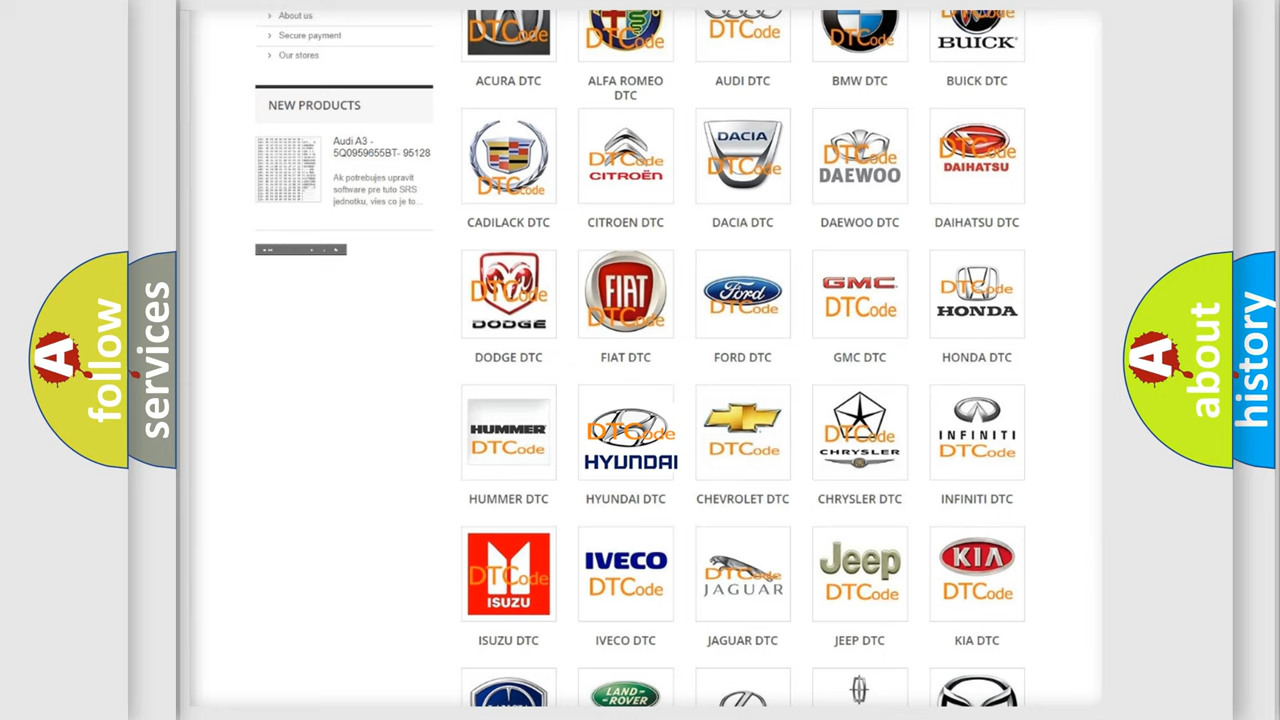 About us
Secure payment
Our stores
NEW PRODUCTS
Audi A3 -
5Q0959655BT- 95128
Ak potrebujes upravit
software pre tuto SRS
jednotku, vies co je to...
DTCode
DTCode
DTCode
DTCode
BUICK
ACURA DTC
ALFA ROMEO
DTC
AUDI DTC
BMW DTC
BUICK DTC
DTCode
DTCode
CITROËN
DACIA
DTCode
DTCode
DAEWOO
DTCode
DAIHATSU
CADILACK DTC
CITROEN DTC
DACIA DTC
DAEWOO DTC
DAIHATSU DTC
DTCode
DODGE
FIAT
DTCode
Ford
DTCode
GMC
DTCode
DTCode
HONDA
DODGE DTC
FIAT DTC
FORD DTC
GMC DTC
HONDA DTC
HUMMER
DTCode
DTCode
HYUNDAI
DTCode
DTCode
CHRYSLER
INFINITI
DTCode
HUMMER DTC
HYUNDAI DTC
CHEVROLET DTC
CHRYSLER DTC
INFINITI DTC
DTCode
ISUZU
IVECO
DTCode
DTCode
JAGUAR
Jeep
DTCode
KIA
DTCode
ISUZU DTC
IVECO DTC
JAGUAR DTC
JEEP DTC
KIA DTC
LAND-
ROVER
A
follow
services
A
about
history